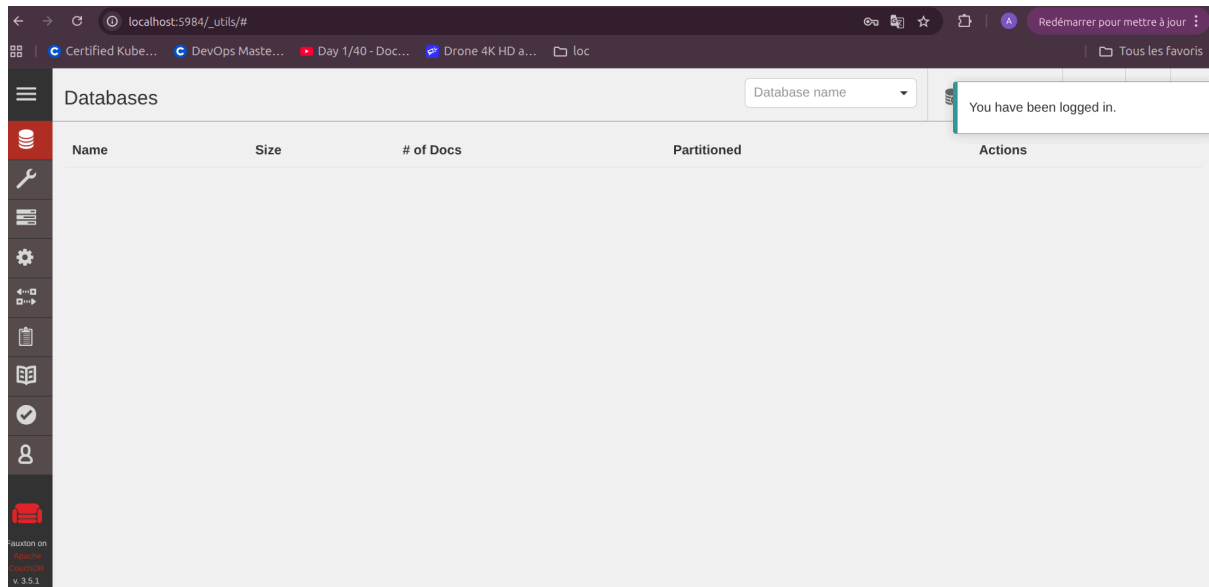 localhost:5984/_utils/#
Redémarrer pour mettre à jour
A
Certified Kube... DevOps Maste... Day 1/40 - Doc... Drone 4K HD a... loc Tous les favoris
Databases
Database name
You have been logged in.
Name Size # of Docs Partitioned Actions
Fauxton on
Apache
CouchDB
v. 3.5.1